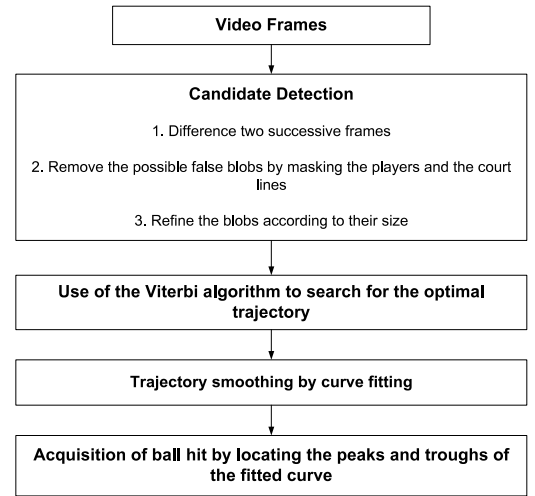 Video Frames
Candidate Detection
1. Difference two successive frames
2. Remove the possible false blobs by masking the players and the court
lines
3. Refine the blobs according to their size
Use of the Viterbi algorithm to search for the optimal
trajectory
Trajectory smoothing by curve fitting
Acquisition of ball hit by locating the peaks and troughs of
the fitted curve